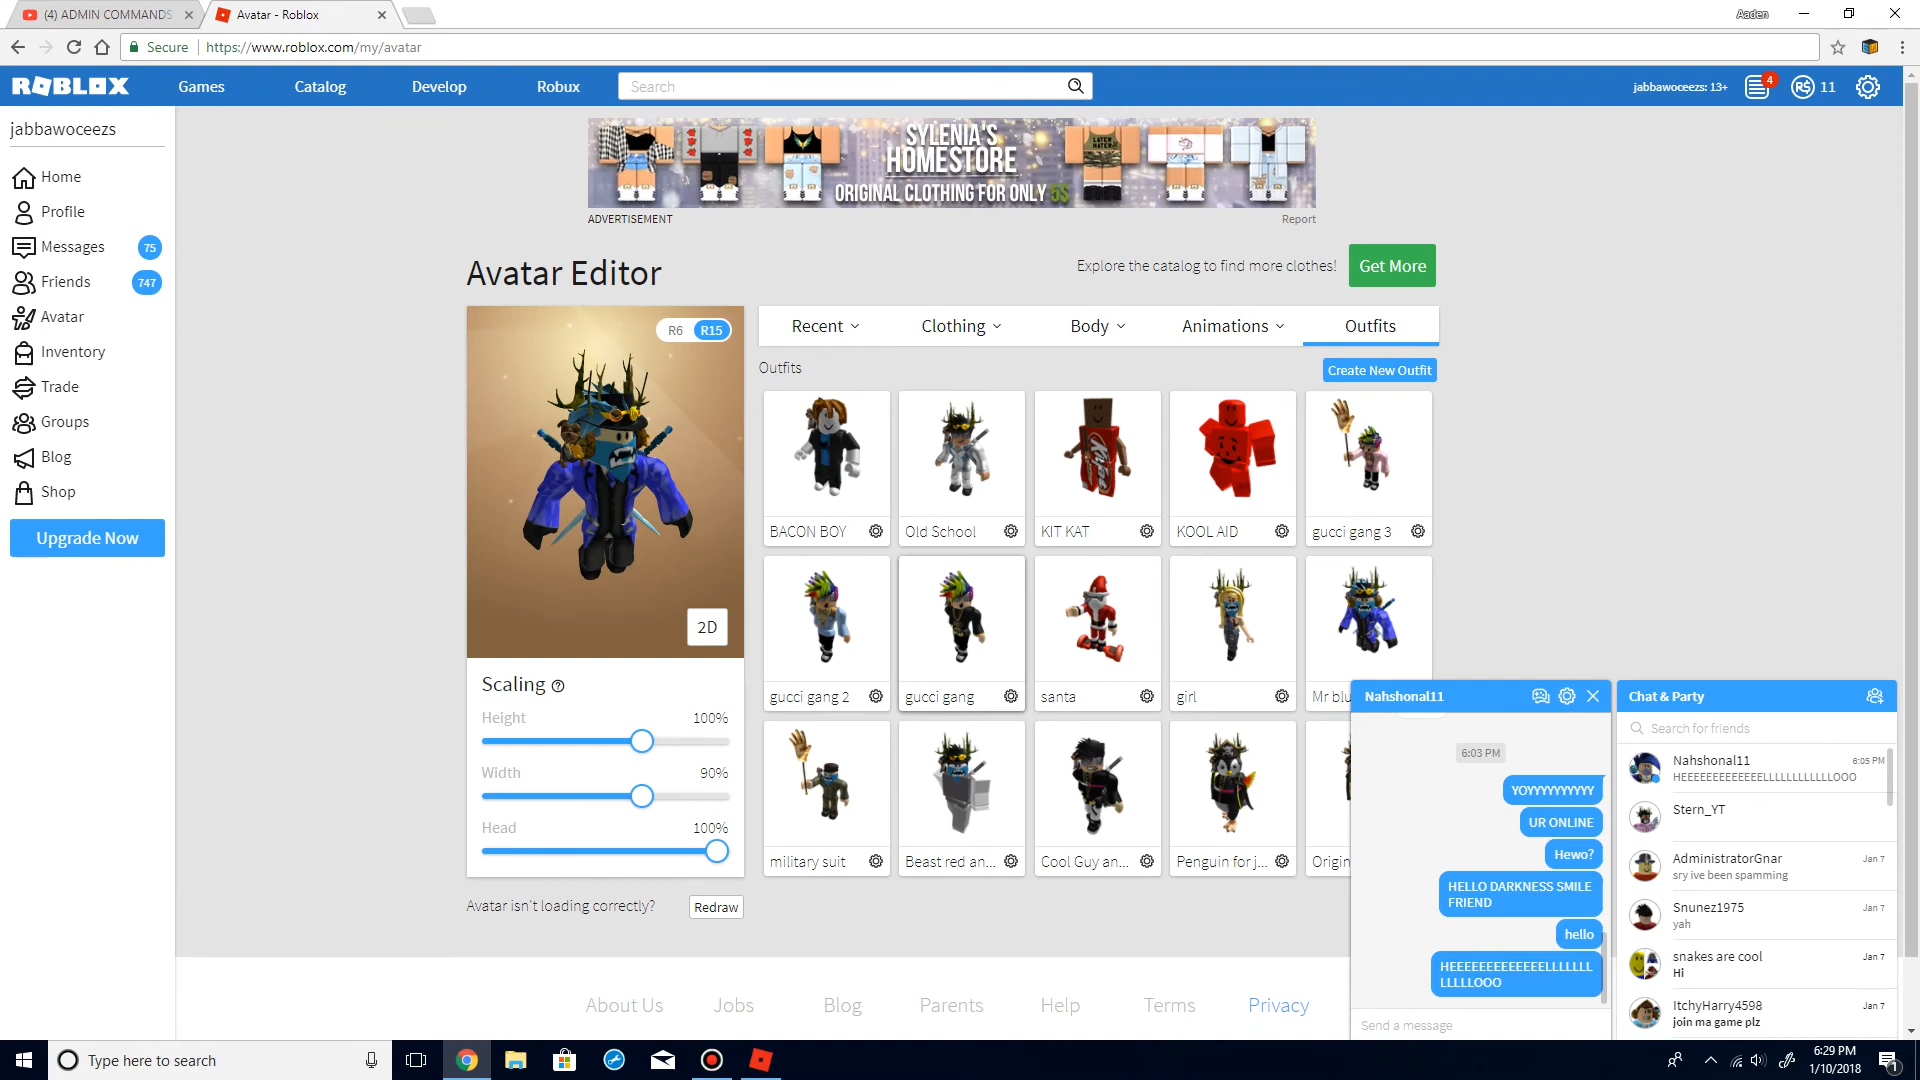 (4) ADMIN COMMANDS
Avatar - Roblox
Aaden
Secure
https://www.roblox.com/my/avatar
ROBLOX
Games
Catalog
Develop
Robux
Search
jabbawoceezs: 13+
4
R$
11
jabbawoceezs
Home
Profile
Messages 75
Friends 747
Avatar
Inventory
Trade
Groups
Blog
Shop
Upgrade Now
SYLENIA'S
HOMESTORE
ORIGINAL CLOTHING FOR ONLY 5$
ADVERTISEMENT
Report
Avatar Editor
Explore the catalog to find more clothes!
Get More
R6 R15
2D
Scaling
Height 100%
Width 90%
Head 100%
Avatar isn't loading correctly?
Redraw
Recent
Clothing
Body
Animations
Outfits
Outfits
Create New Outfit
BACON BOY
Old School
KIT KAT
KOOL AID
gucci gang 3
gucci gang 2
gucci gang
santa
girl
Mr blu
military suit
Beast red an...
Cool Guy an...
Penguin for j...
Origin
Nahshonal11
6:03 PM
YOYYYYYYYYYY
UR ONLINE
Hewo?
HELLO DARKNESS SMILE
FRIEND
hello
HEEEEEEEEEEEEELLLLLLL
LLLLLOOO
Send a message
Chat & Party
Search for friends
Nahshonal11
6:05 PM
HEEEEEEEEEEEEELLLLLLLLLLLLOOO
Stern_YT
AdministratorGnar
Jan 7
sry ive been spamming
Snunez1975
Jan 7
yah
snakes are cool
Jan 7
Hi
ItchyHarry4598
Jan 7
join ma game plz
About Us
Jobs
Blog
Parents
Help
Terms
Privacy
Type here to search
6:29 PM
1/10/2018
1